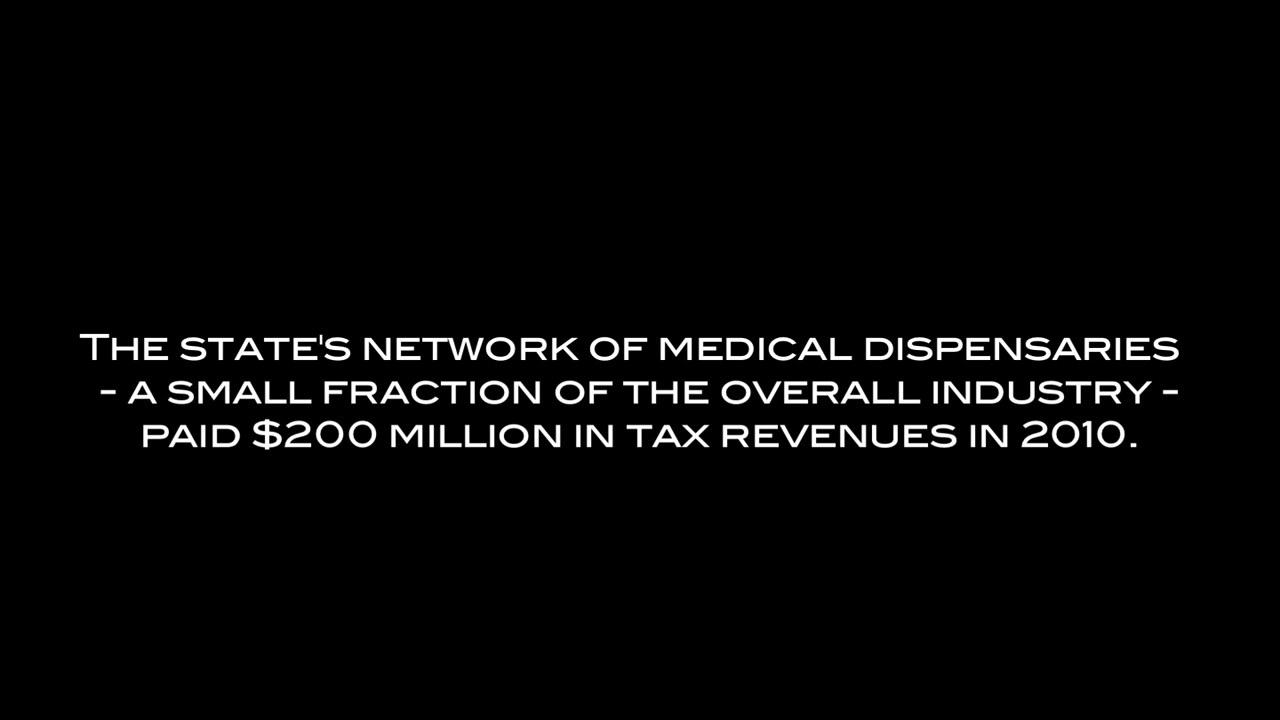 The state's network of medical dispensaries
- a small fraction of the overall industry -
paid $200 million in tax revenues in 2010.